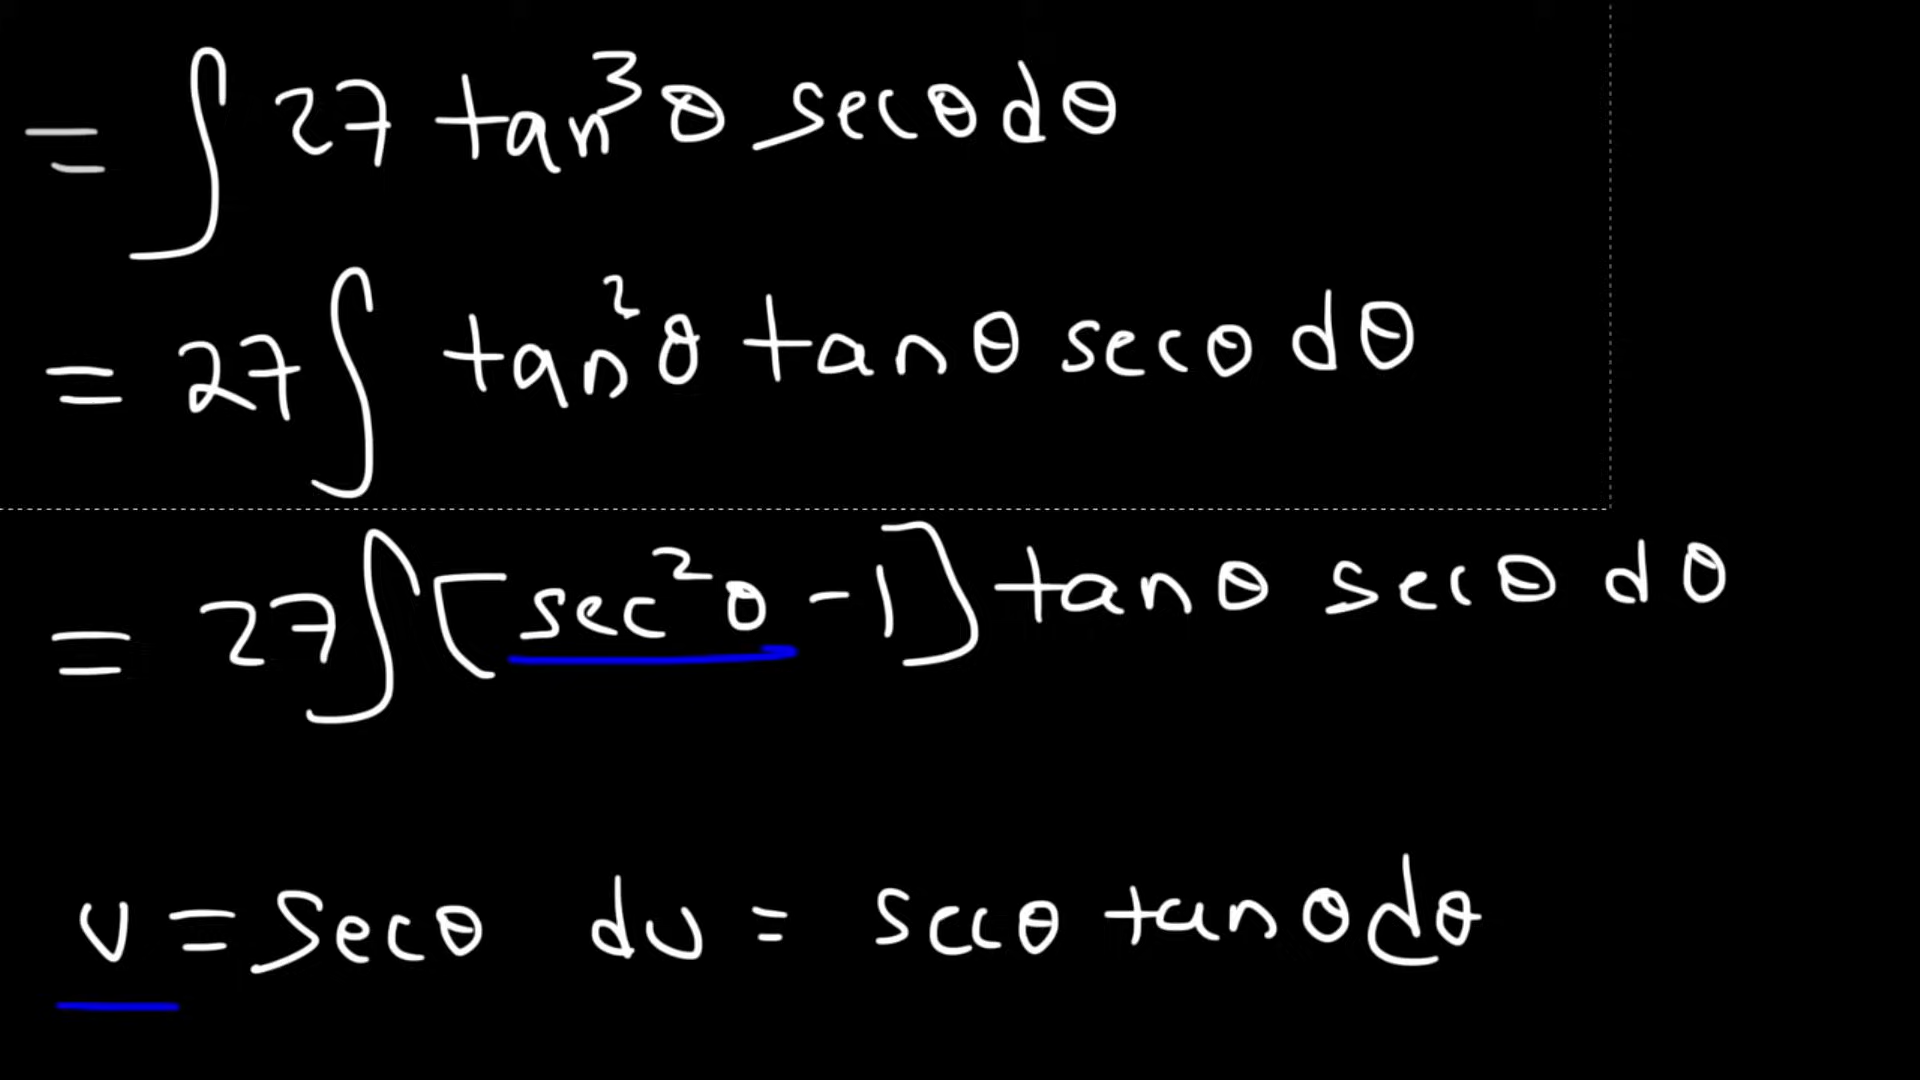 = ∫ 27 tan³θ secθ dθ
= 27 ∫ tan²θ tanθ secθ dθ
= 27 ∫ [sec²θ - 1] tanθ secθ dθ
u = secθ du = secθ tanθ dθ